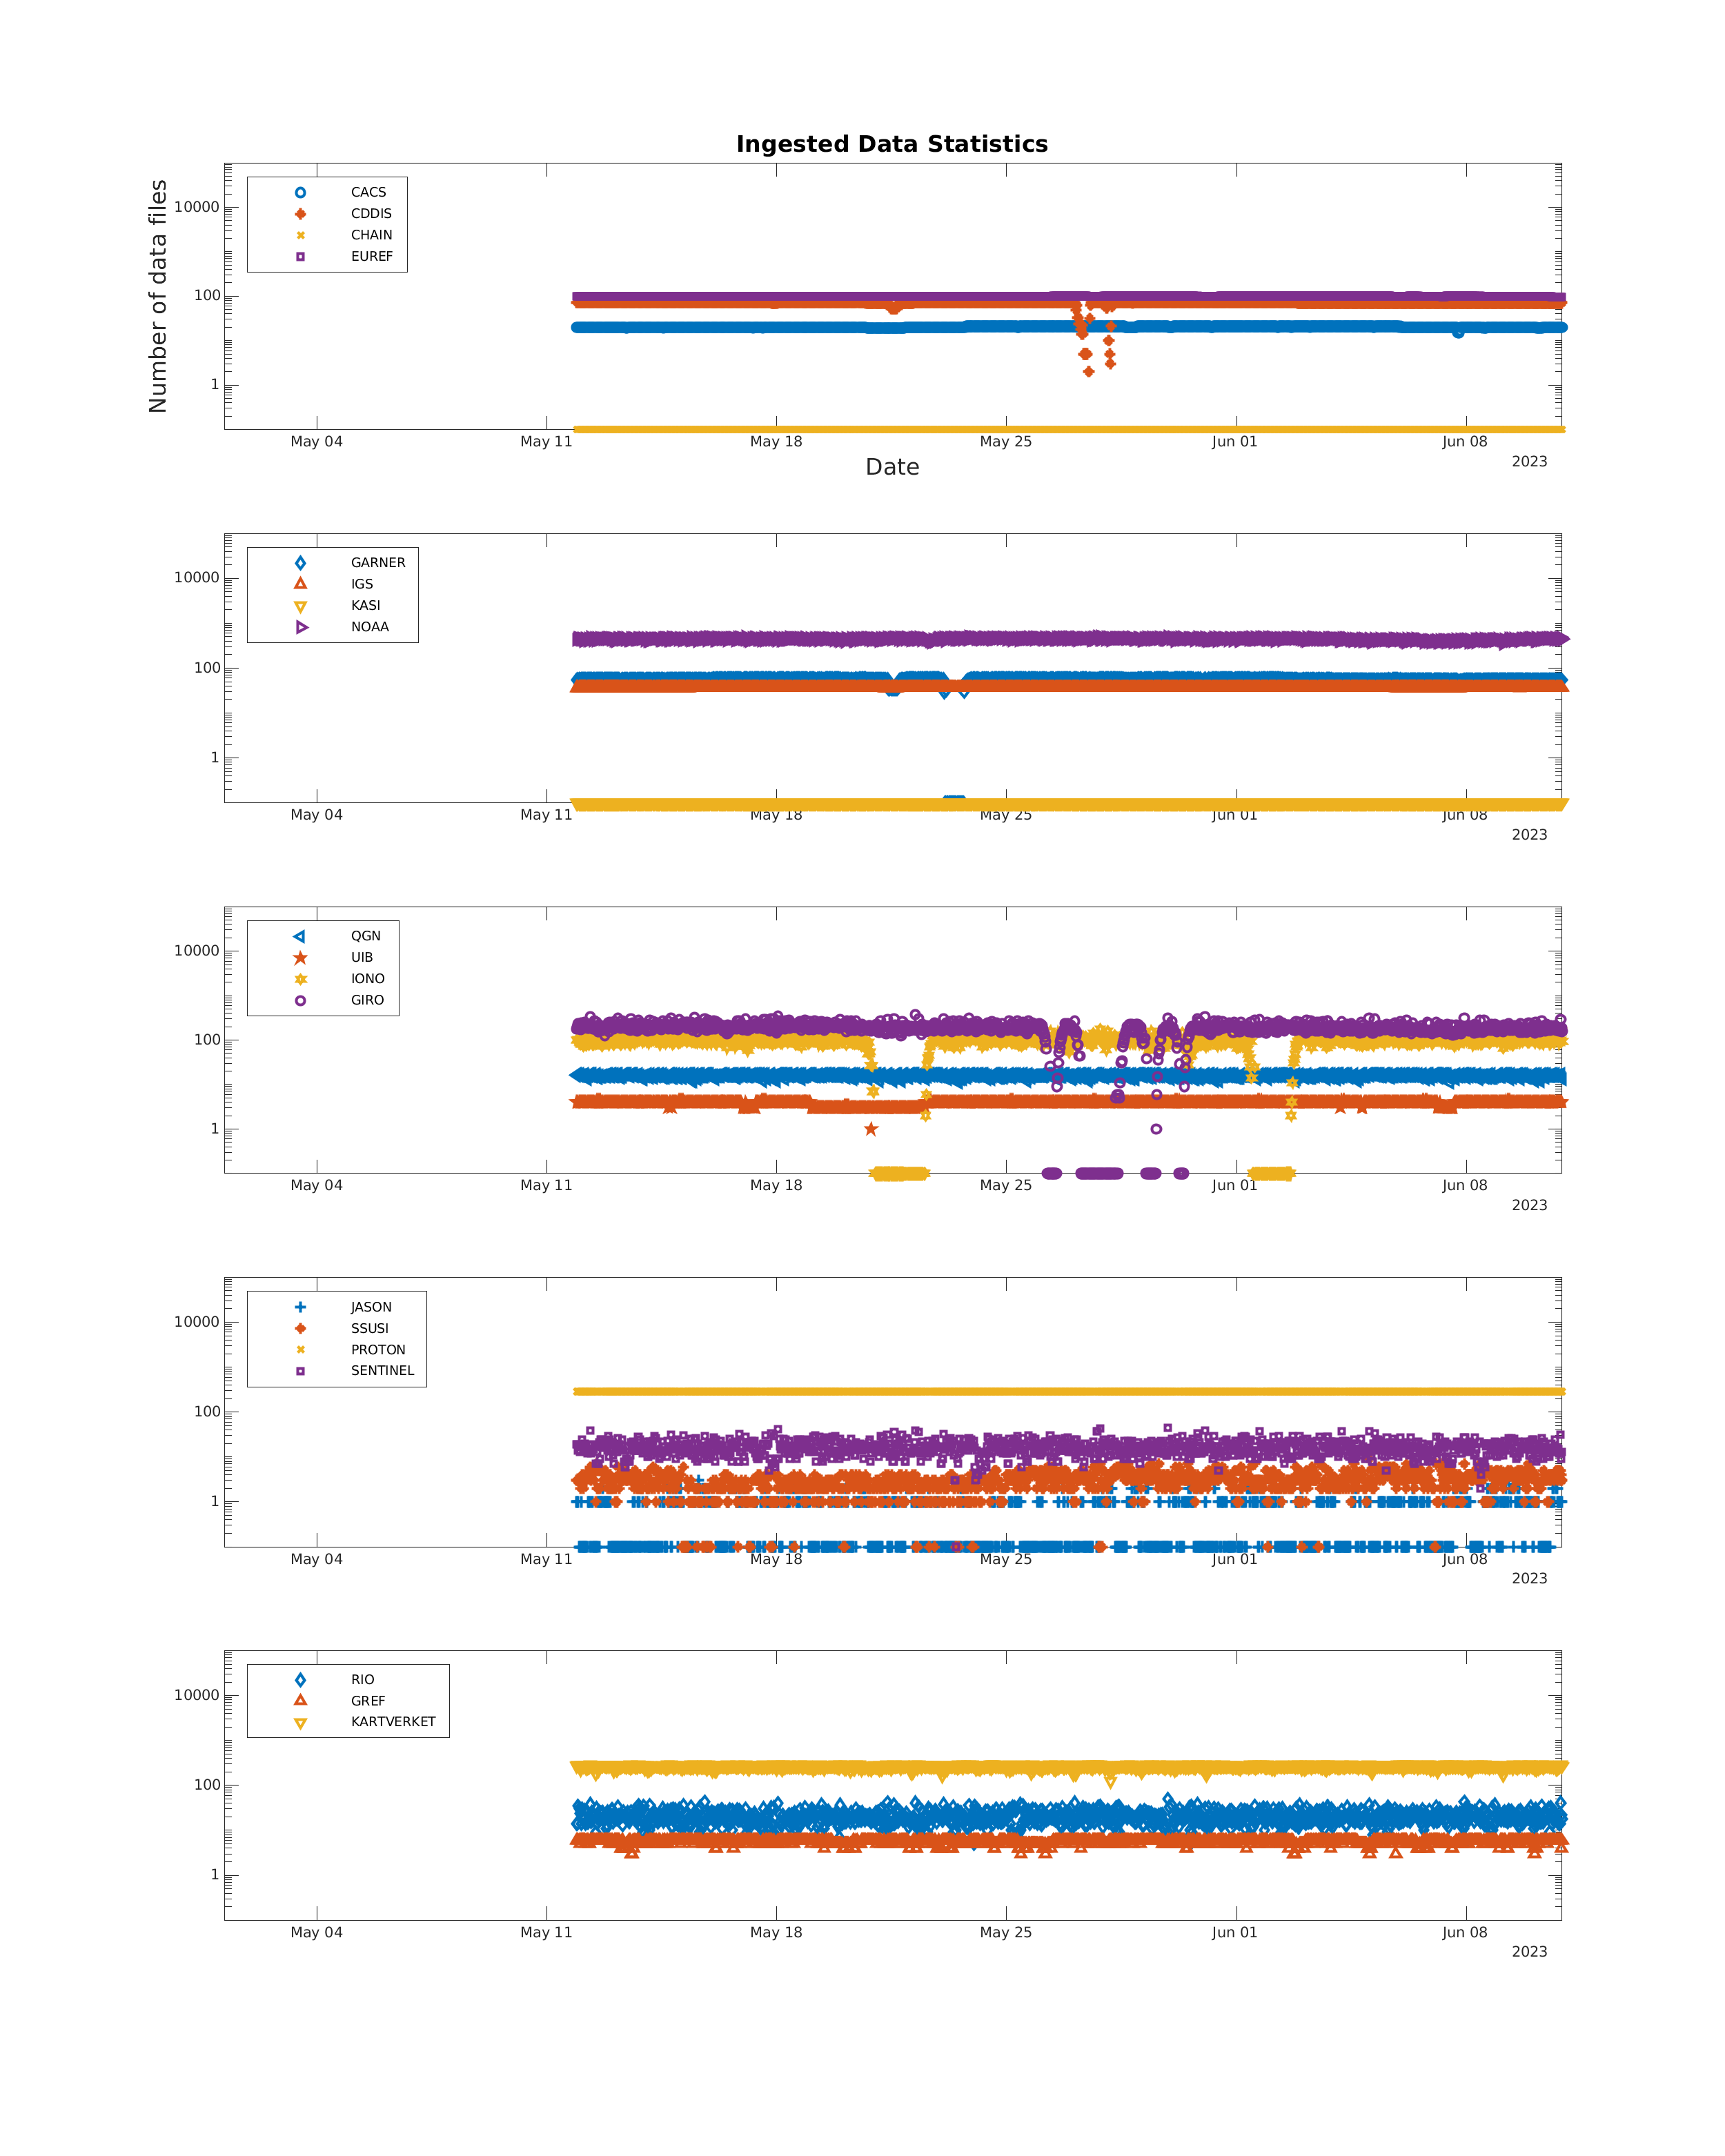 Ingested Data Statistics
Number of data files
10000
100
1
CACS
CDDIS
CHAIN
EUREF
May 04 May 11 May 18 May 25 Jun 01 Jun 08
2023
Date
10000
100
1
GARNER
IGS
KASI
NOAA
May 04 May 11 May 18 May 25 Jun 01 Jun 08
2023
10000
100
1
QGN
UIB
IONO
GIRO
May 04 May 11 May 18 May 25 Jun 01 Jun 08
2023
10000
100
1
JASON
SSUSI
PROTON
SENTINEL
May 04 May 11 May 18 May 25 Jun 01 Jun 08
2023
10000
100
1
RIO
GREF
KARTVERKET
May 04 May 11 May 18 May 25 Jun 01 Jun 08
2023